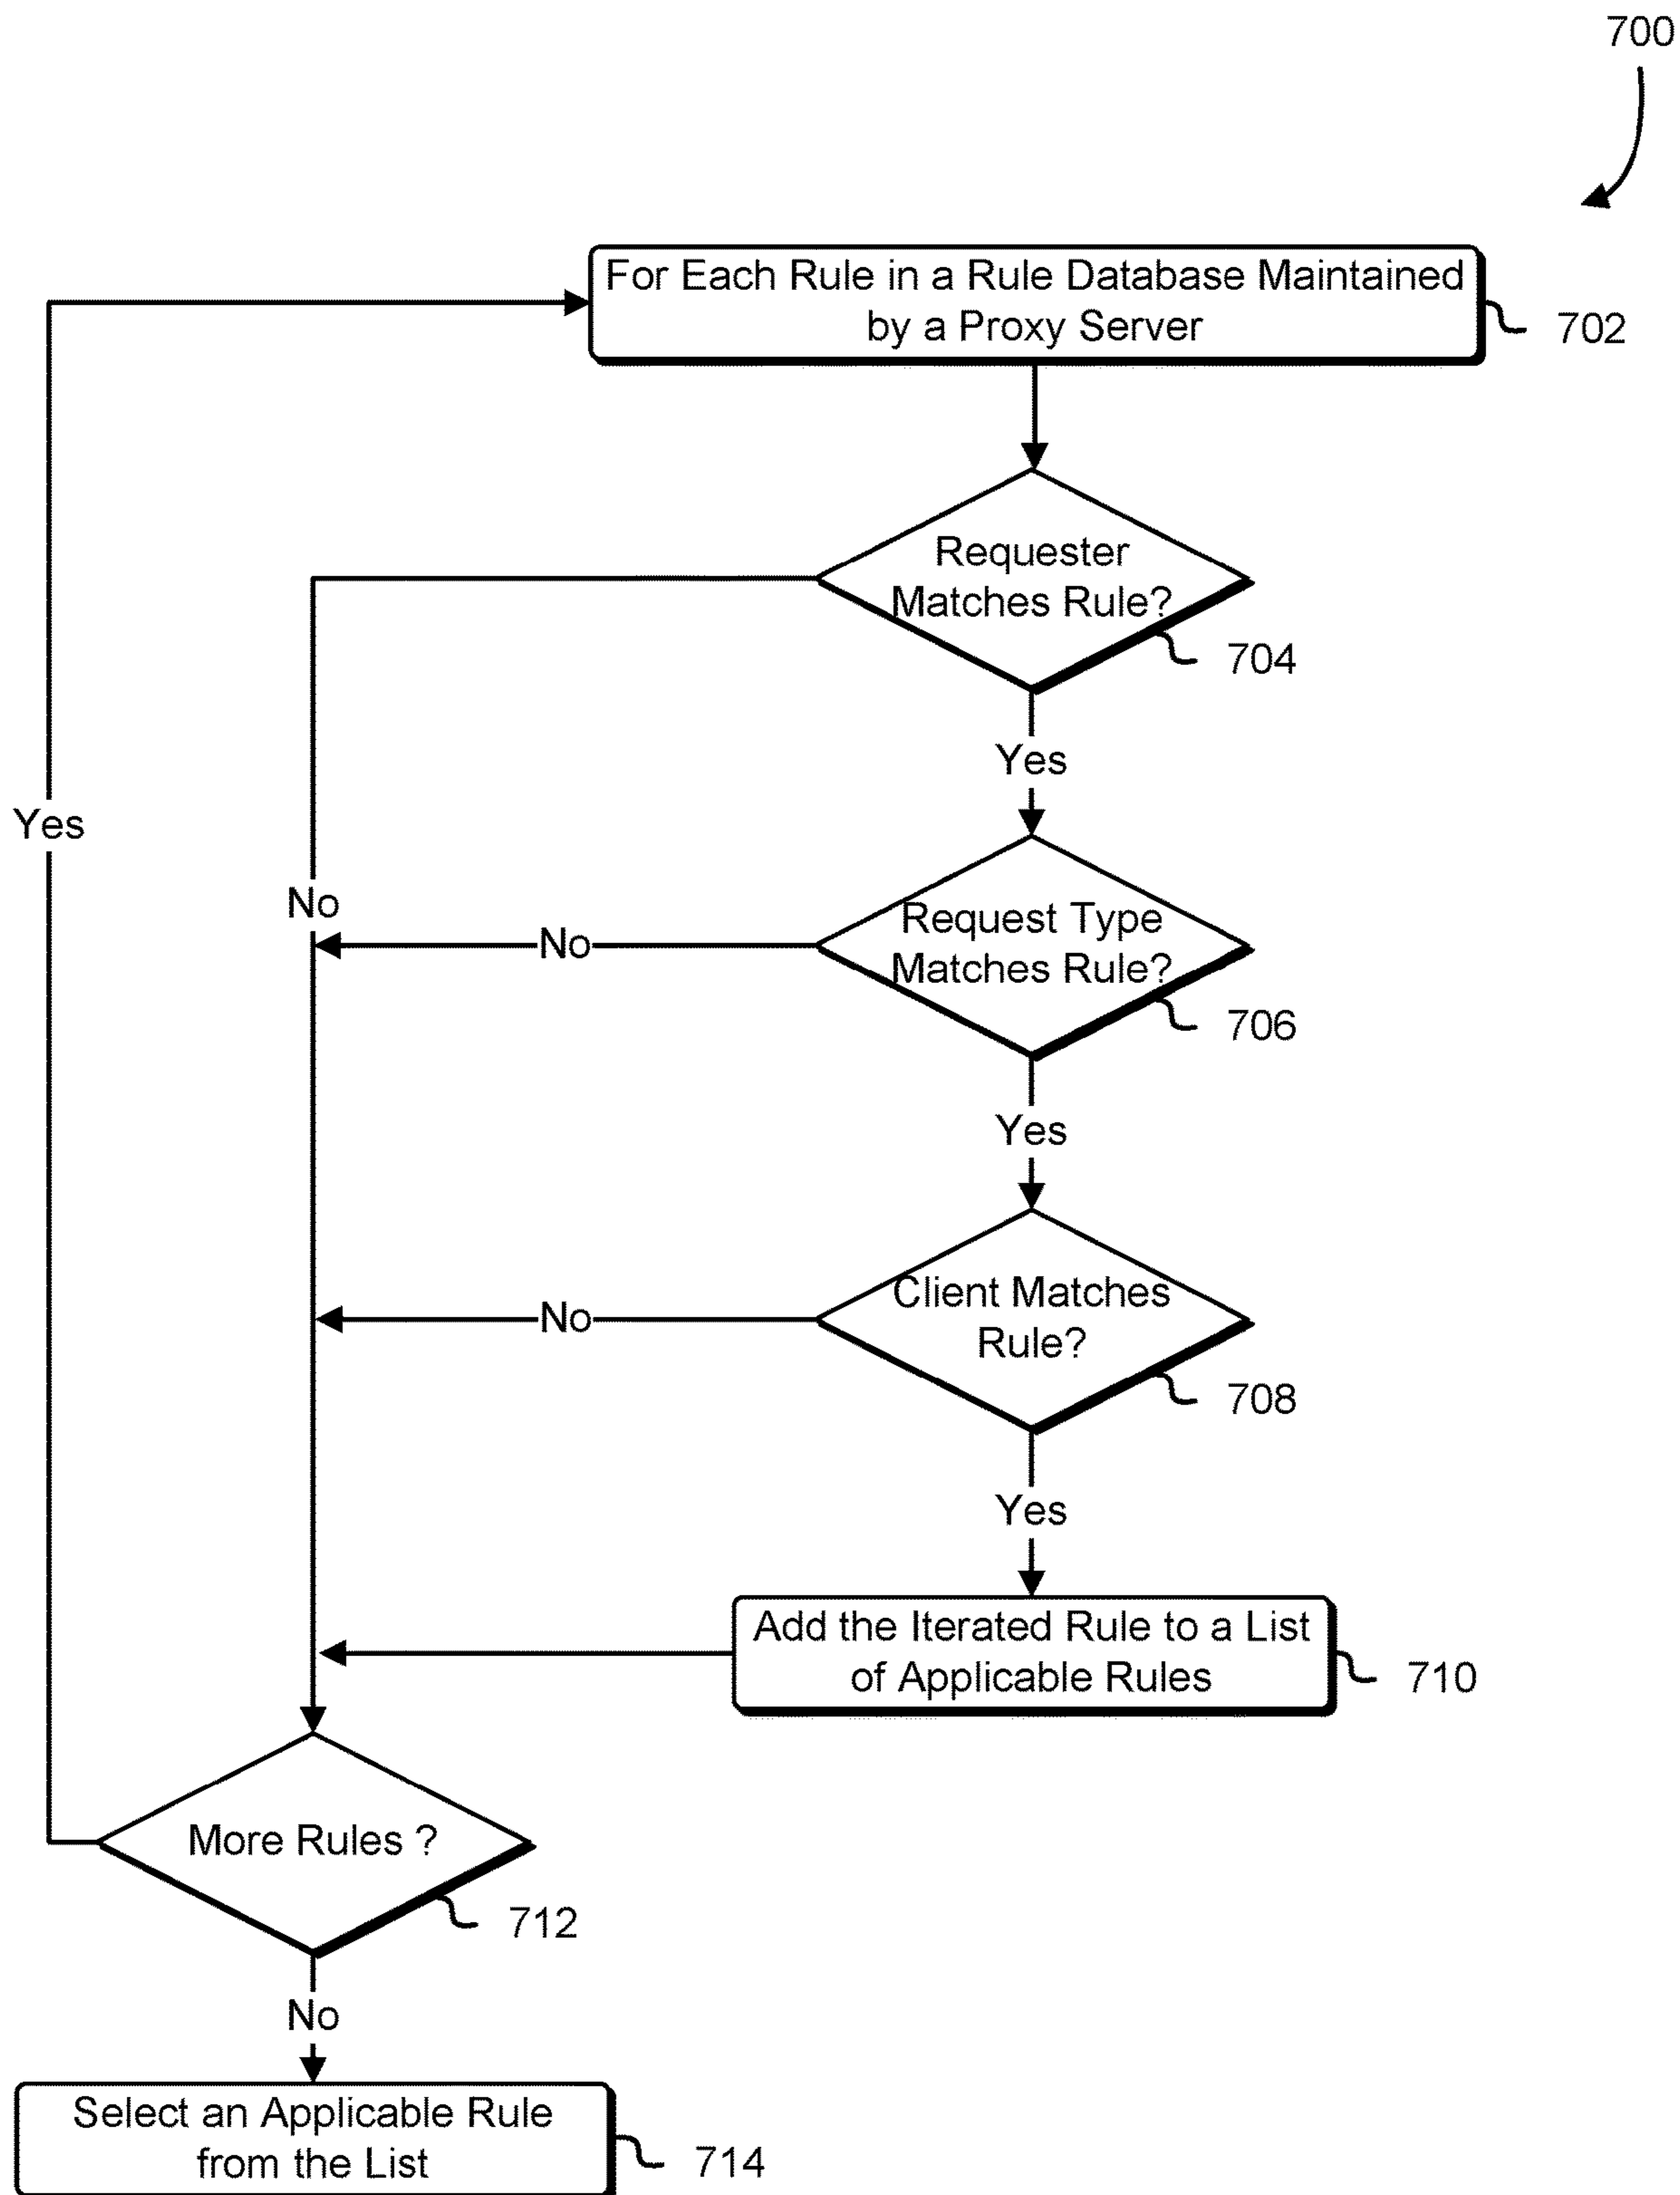 700
For Each Rule in a Rule Database Maintained
by a Proxy Server
702
Requester
Matches Rule?
704
Yes
Yes
No
Request Type
Matches Rule?
No
706
Yes
Client Matches
Rule?
No
708
Yes
Add the Iterated Rule to a List
of Applicable Rules
710
More Rules ?
712
No
Select an Applicable Rule
from the List
714